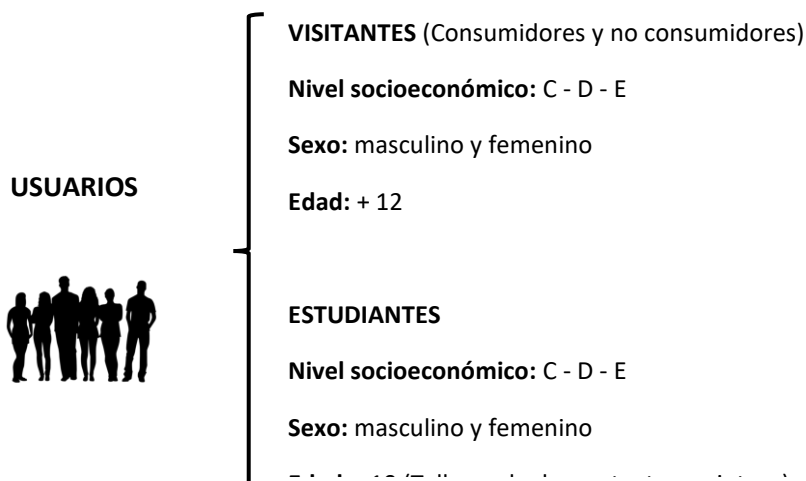 VISITANTES (Consumidores y no consumidores)
Nivel socioeconómico: C - D - E
Sexo: masculino y femenino
USUARIOS
Edad: + 12
ESTUDIANTES
Nivel socioeconómico: C - D - E
Sexo: masculino y femenino